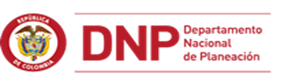 REPÚBLICA
DE COLOMBIA
DNP
Departamento
Nacional
de Planeación